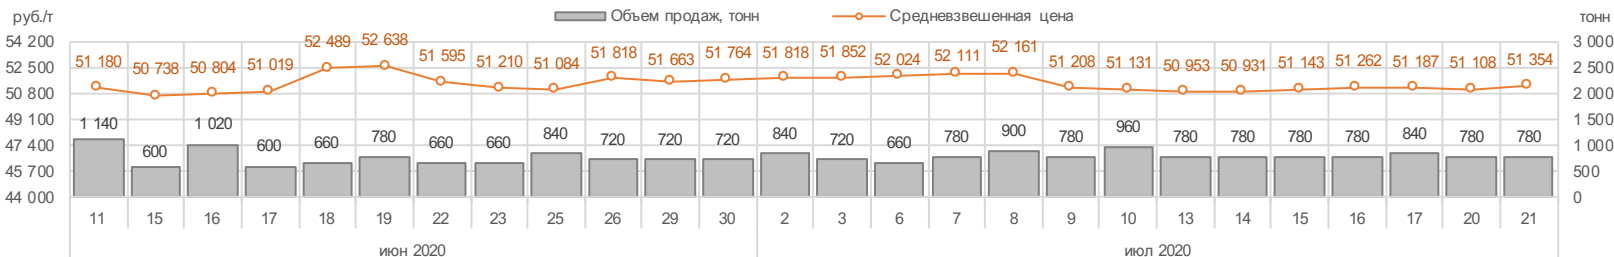 руб./т Объем продаж, тонн Средневзвешенная цена тонн
54 200 52 500 50 800 49 100 47 400 45 700 44 000
51 180 50 738 50 804 51 019 52 489 52 638 51 595 51 210 51 084 51 818 51 663 51 764 51 818 51 852 52 024 52 111 52 161 51 208 51 131 50 953 50 931 51 143 51 262 51 187 51 108 51 354
1 140 600 1 020 600 660 780 660 660 840 720 720 720 840 720 660 780 900 780 960 780 780 780 780 840 780 780
3 000 2 500 2 000 1 500 1 000 500 0
11 15 16 17 18 19 22 23 25 26 29 30 2 3 6 7 8 9 10 13 14 15 16 17 20 21
июн 2020 июл 2020